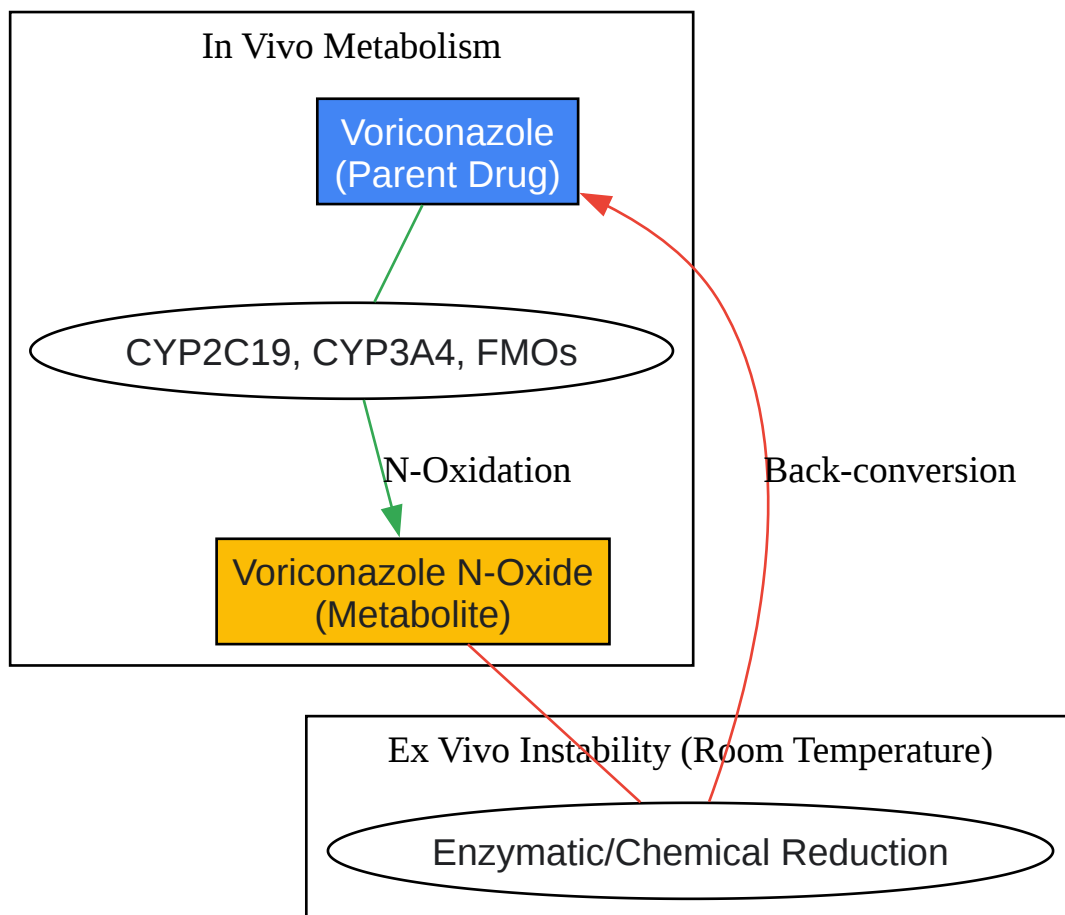 In Vivo Metabolism
Voriconazole
(Parent Drug)
CYP2C19, CYP3A4, FMOs
N-Oxidation
Back-conversion
Voriconazole N-Oxide
(Metabolite)
Ex Vivo Instability (Room Temperature)
Enzymatic/Chemical Reduction